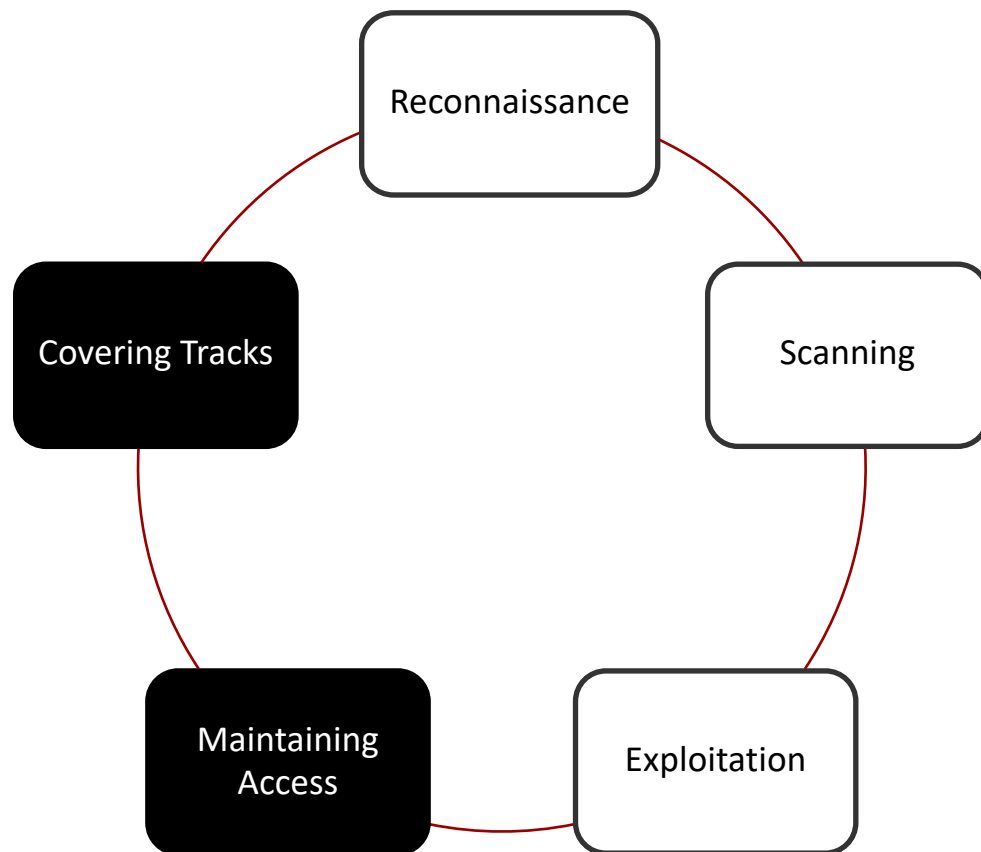 Reconnaissance
Scanning
Exploitation
Maintaining
Access
Covering Tracks